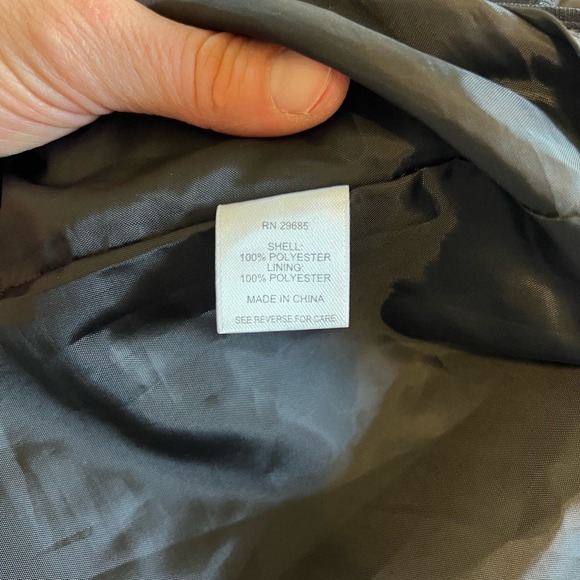 RN 29685
SHELL:
100% POLYESTER
LINING:
100% POLYESTER
MADE IN CHINA
SEE REVERSE FOR CARE